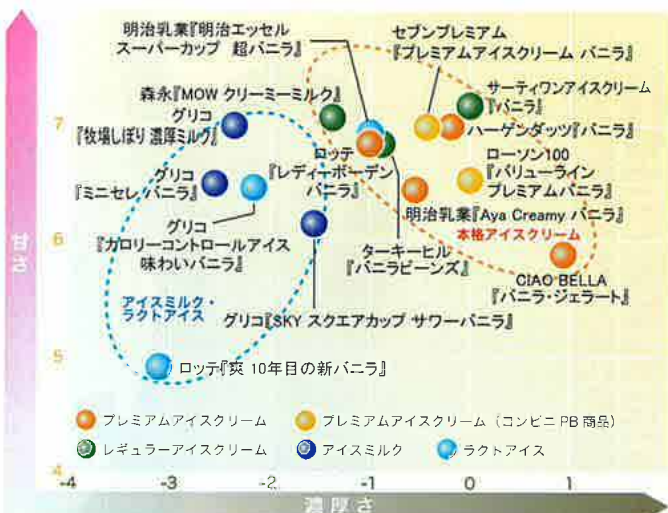 明治乳業『明治エッセル
スーパーカップ 超バニラ』
セブンプレミアム
『プレミアムアイスクリーム バニラ』
森永『MOW クリーミーミルク』
サーティワンアイスクリーム
『バニラ』
グリコ
『牧場しぼり 濃厚ミルク』
ハーゲンダッツ『バニラ』
ロッテ
『レディーボーデン
バニラ』
ローソン100
『バリューライン
プレミアムバニラ』
グリコ
『ミニセレ バニラ』
明治乳業『Aya Creamy バニラ』
本格アイスクリーム
グリコ
『カロリーコントロールアイス
味わいバニラ』
ターキーヒル
『バニラビーンズ』
CIAO BELLA
『バニラ・ジェラート』
アイスミルク・
ラクトアイス
グリコ『SKY スクエアカップ サワーバニラ』
ロッテ『爽 10年目の新バニラ』
甘さ
7
6
5
4
プレミアムアイスクリーム
プレミアムアイスクリーム（コンビニ PB 商品）
レギュラーアイスクリーム
アイスミルク
ラクトアイス
-4 -3 -2 -1 0 1
濃厚さ